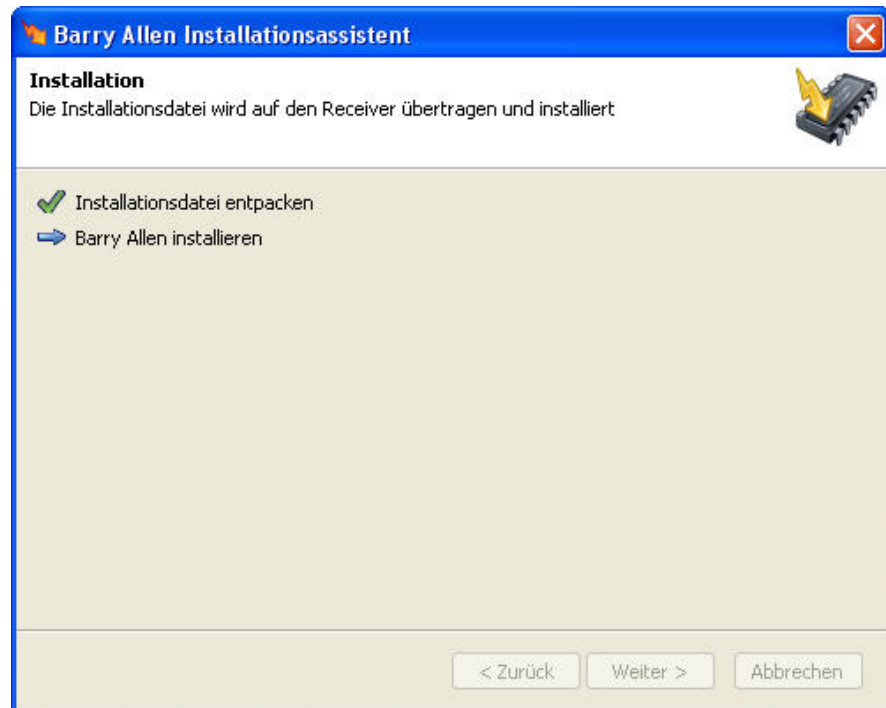 Barry Allen Installationsassistent
Installation
Die Installationsdatei wird auf den Receiver übertragen und installiert
Installationsdatei entpacken
Barry Allen installieren
< Zurück
Weiter >
Abbrechen